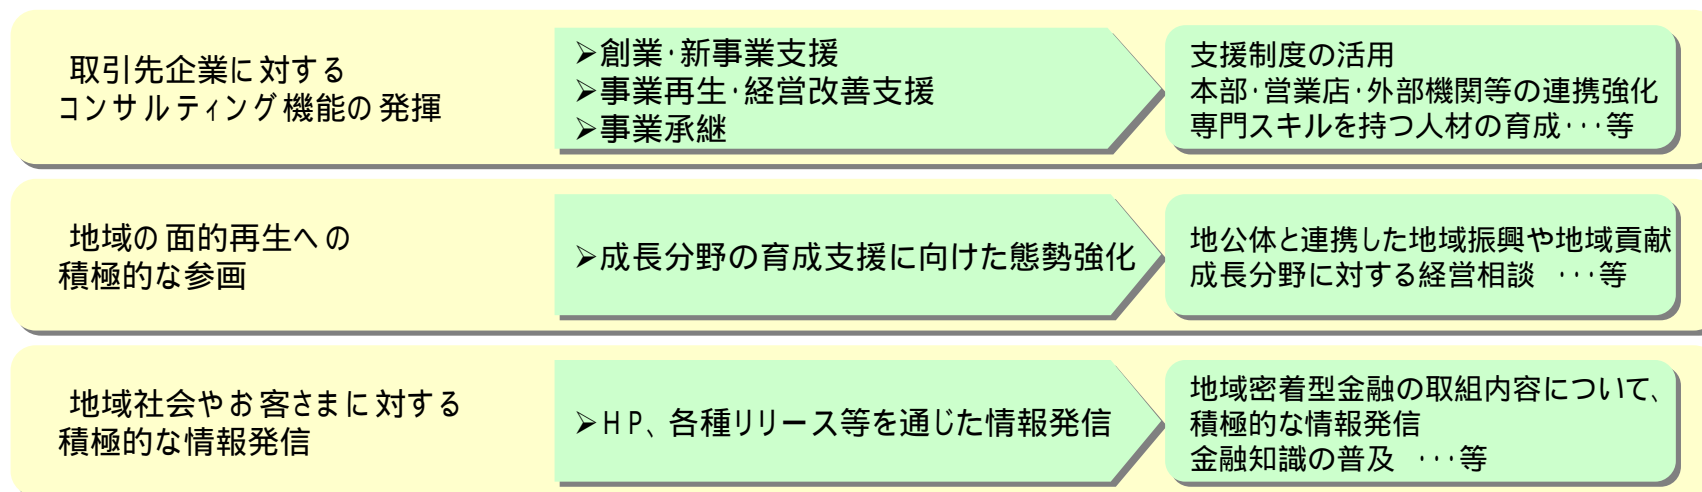 取引先企業に対する
コンサルティング機能の発揮
➢創業・新事業支援
➢事業再生・経営改善支援
➢事業承継
支援制度の活用
本部・営業店・外部機関等の連携強化
専門スキルを持つ人材の育成・・・等
地域の面的再生への
積極的な参画
➢成長分野の育成支援に向けた態勢強化
地公体と連携した地域振興や地域貢献
成長分野に対する経営相談 ・・・等
地域社会やお客さまに対する
積極的な情報発信
➢ＨＰ、各種リリース等を通じた情報発信
地域密着型金融の取組内容について、
積極的な情報発信
金融知識の普及 ・・・等